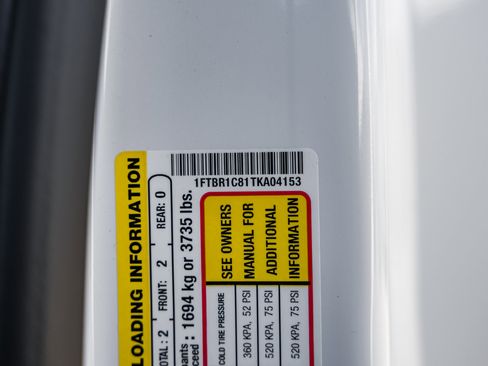 1FTBR1C81TKA04153
LOADING INFORMATION
TOTAL: 2 FRONT: 2 REAR: 0
pants
ceed : 1694 kg or 3735 lbs.
COLD TIRE PRESSURE SEE OWNERS
360 KPA, 52 PSI MANUAL FOR
520 KPA, 75 PSI ADDITIONAL
520 KPA, 75 PSI INFORMATION